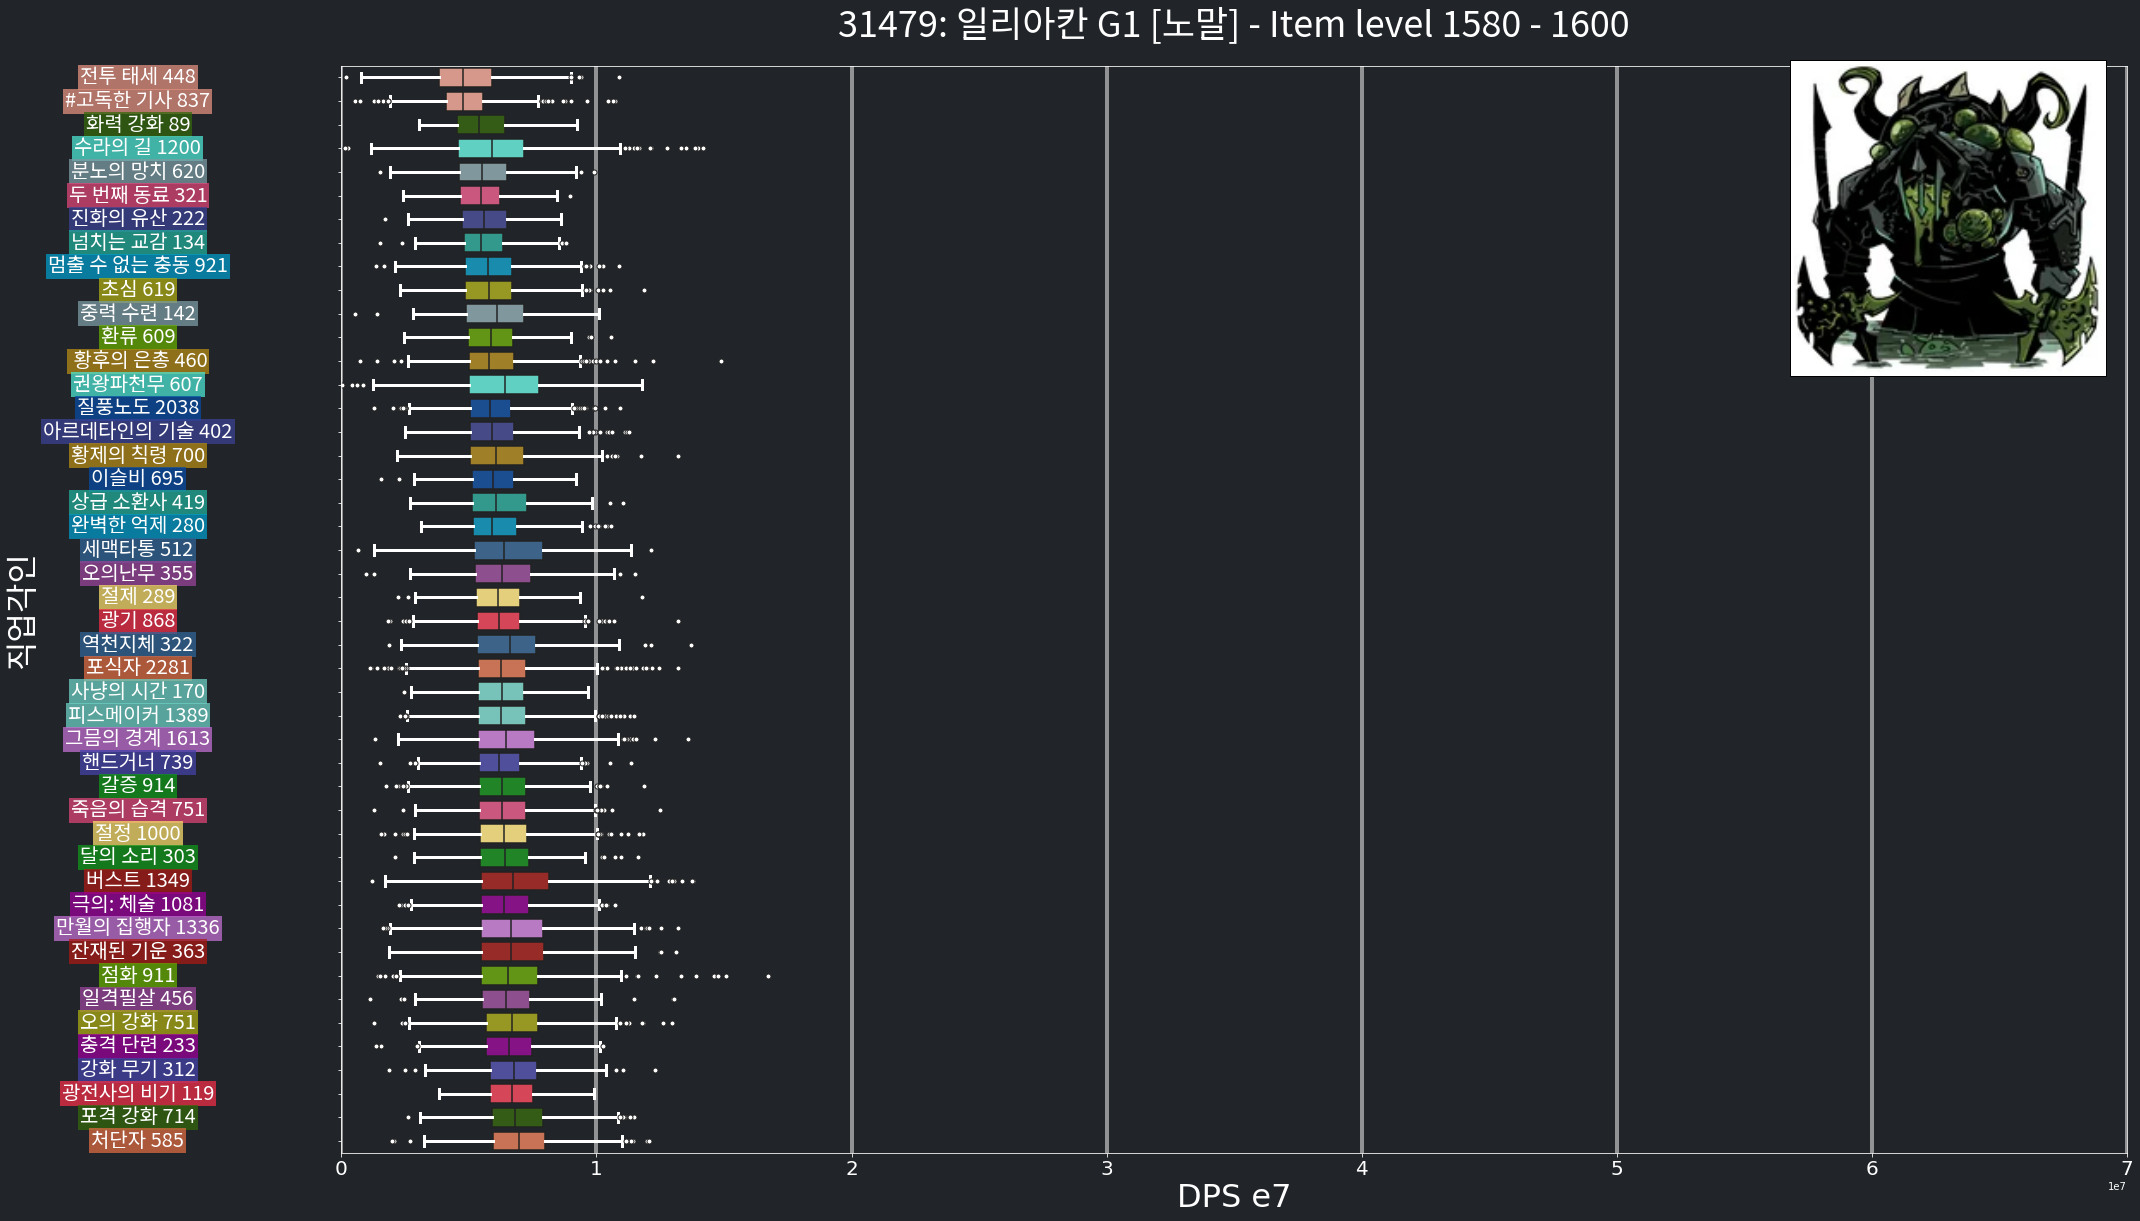 31479: 일리아칸 G1 [노말] - Item level 1580 - 1600
직업각인
전투 태세 448
#고독한 기사 837
화력 강화 89
수라의 길 1200
분노의 망치 620
두 번째 동료 321
진화의 유산 222
넘치는 교감 134
멈출 수 없는 충동 921
초심 619
중력 수련 142
환류 609
황후의 은총 460
권왕파천무 607
질풍노도 2038
아르데타인의 기술 402
황제의 칙령 700
이슬비 695
상급 소환사 419
완벽한 억제 280
세맥타통 512
오의난무 355
절제 289
광기 868
역천지체 322
포식자 2281
사냥의 시간 170
피스메이커 1389
그믐의 경계 1613
핸드거너 739
갈증 914
죽음의 습격 751
절정 1000
달의 소리 303
버스트 1349
극의: 체술 1081
만월의 집행자 1336
잔재된 기운 363
점화 911
일격필살 456
오의 강화 751
충격 단련 233
강화 무기 312
광전사의 비기 119
포격 강화 714
처단자 585
0 1 2 3 4 5 6 7
1e7
DPS e7